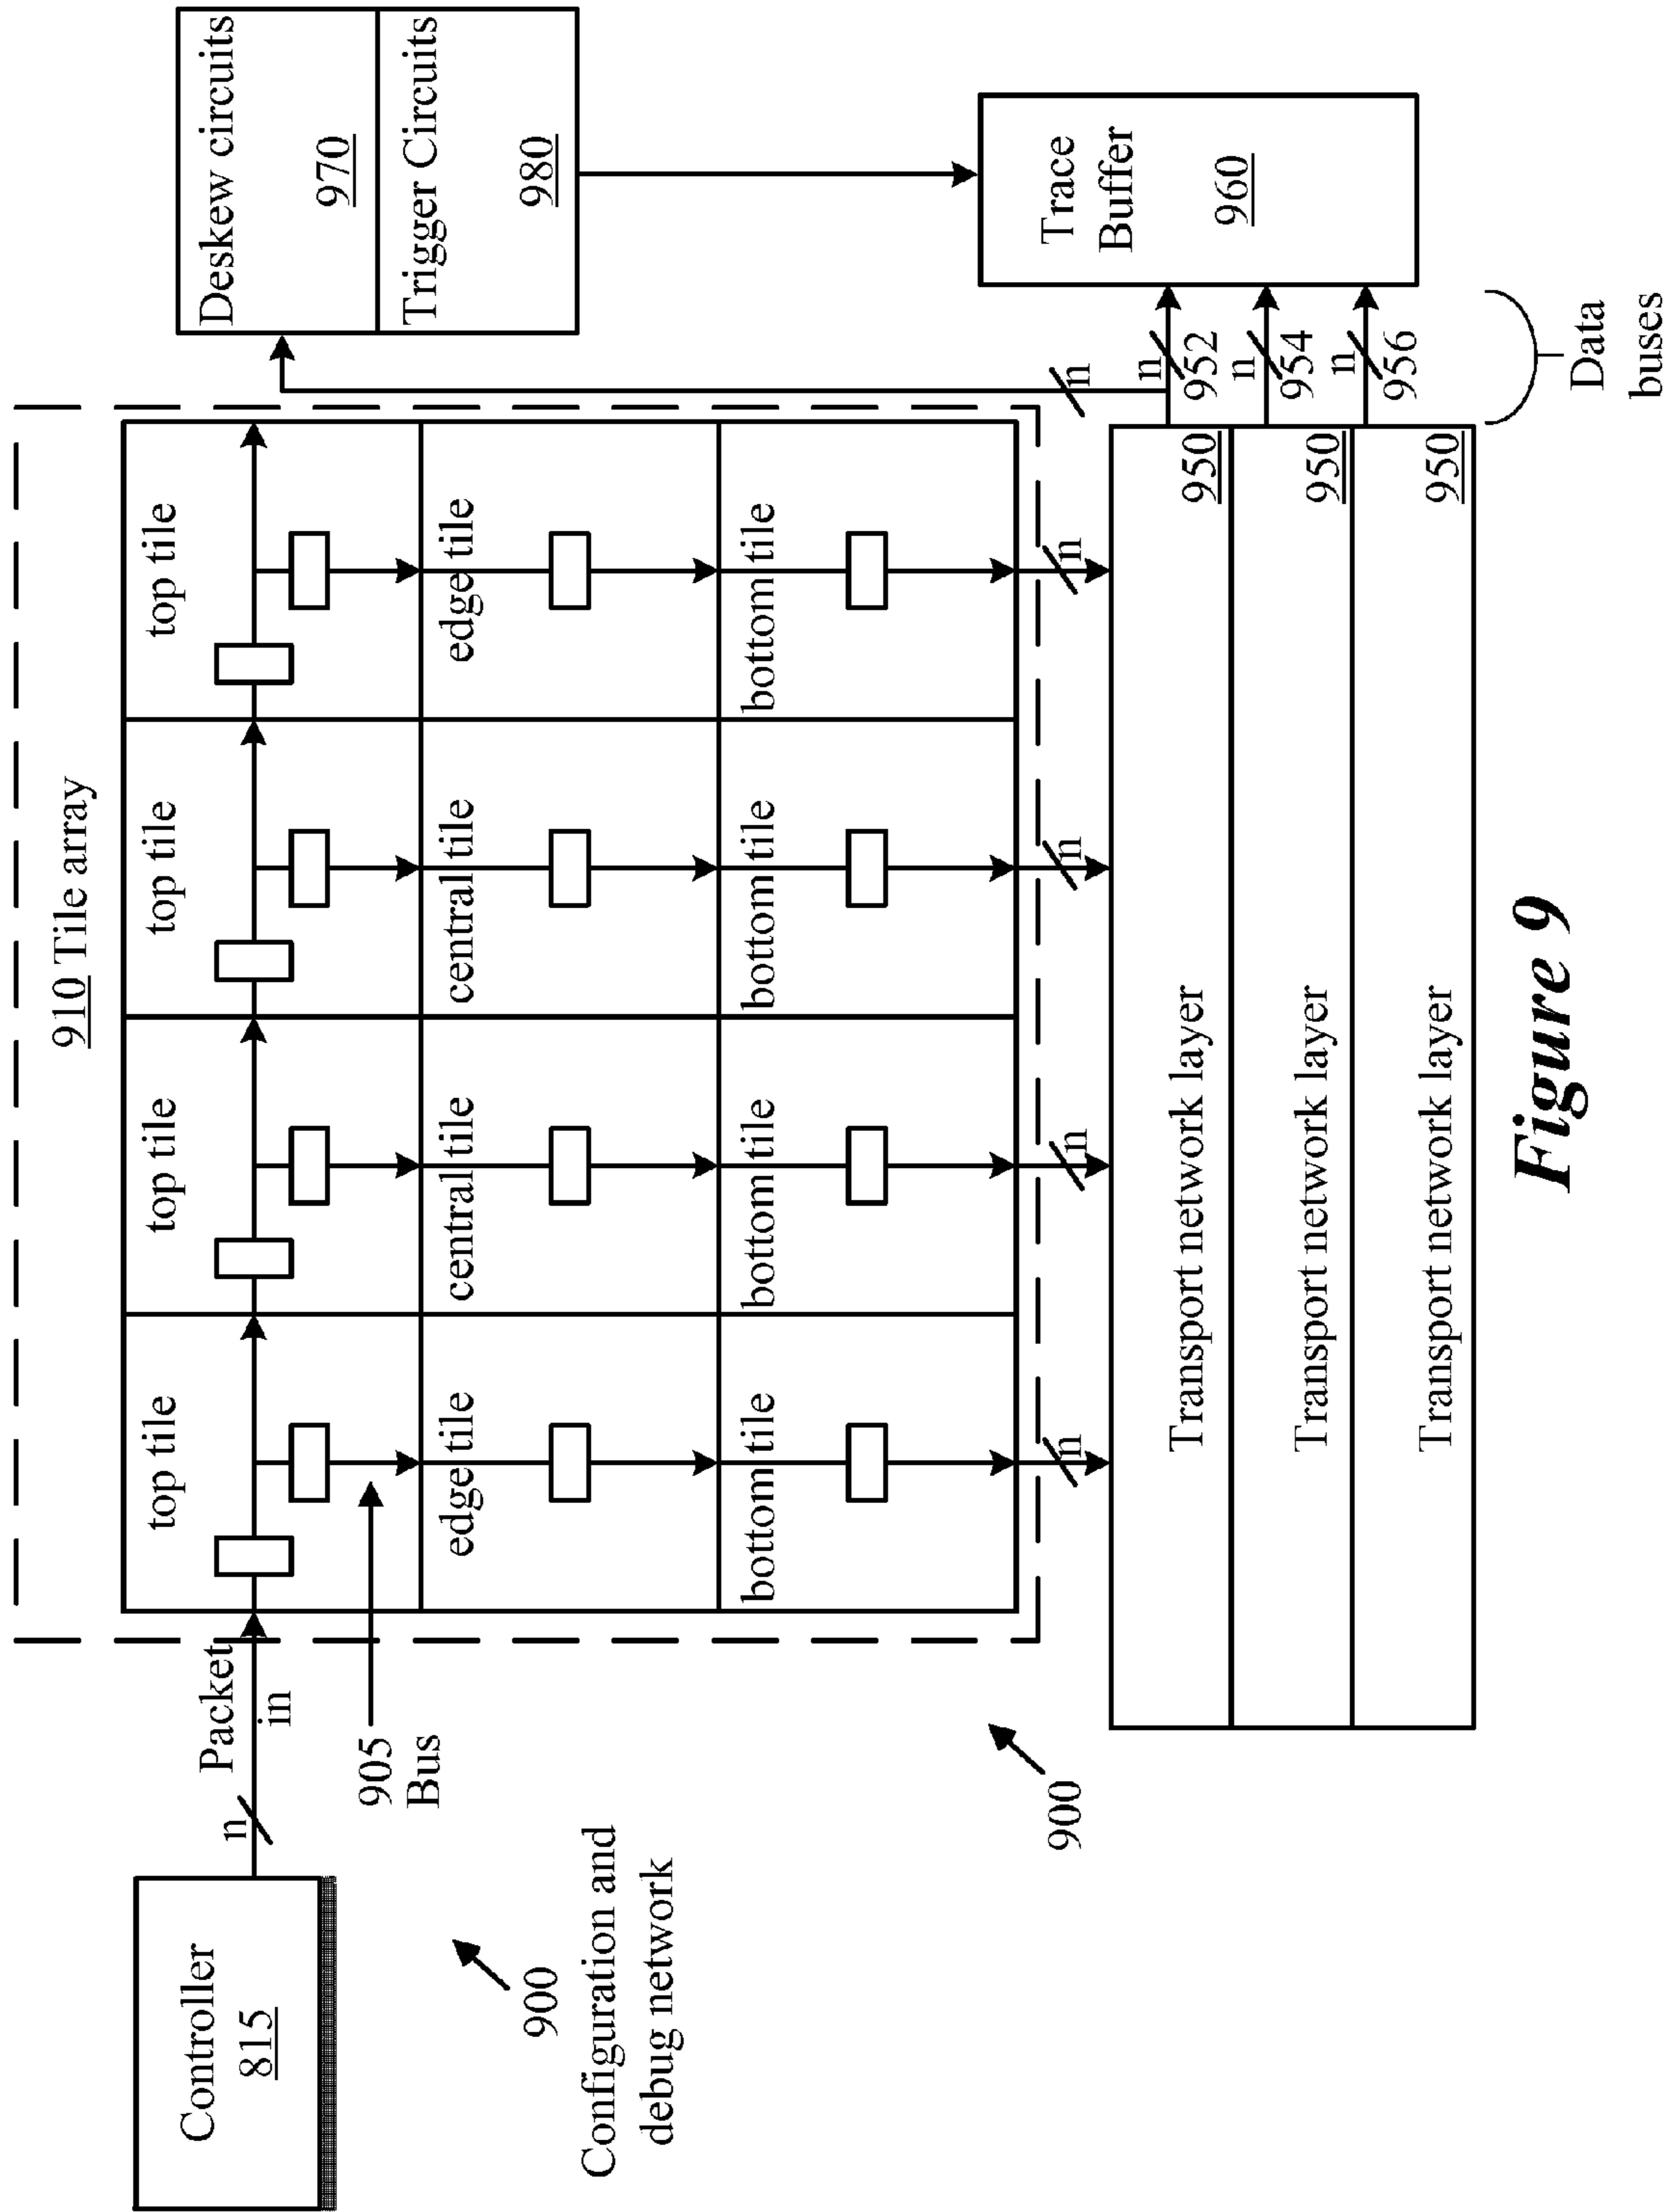 910 Tile array
Controller
815
n
Packet
in
905
Bus
900
Configuration and
debug network
900
top tile
top tile
top tile
top tile
edge tile
central tile
central tile
edge tile
bottom tile
bottom tile
bottom tile
bottom tile
n
n
n
n
Transport network layer
950
Transport network layer
950
Transport network layer
950
n
n
952
n
954
n
956
Data
buses
Deskew circuits
970
Trigger Circuits
980
Trace
Buffer
960
Figure 9